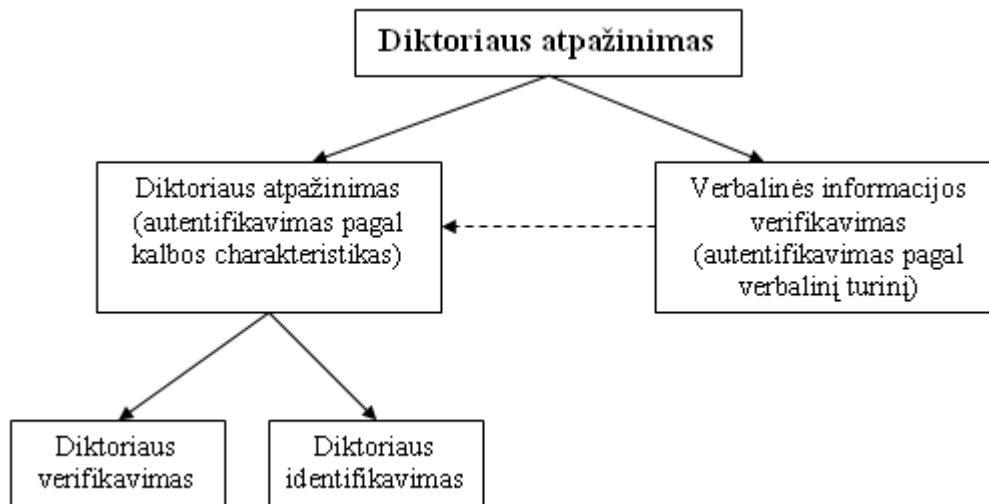 Diktoriaus atpažinimas
Diktoriaus atpažinimas
(autentifikavimas pagal
kalbos charakteristikas)
Verbalinės informacijos
verifikavimas
(autentifikavimas pagal
verbalinį turinį)
Diktoriaus
verifikavimas
Diktoriaus
identifikavimas